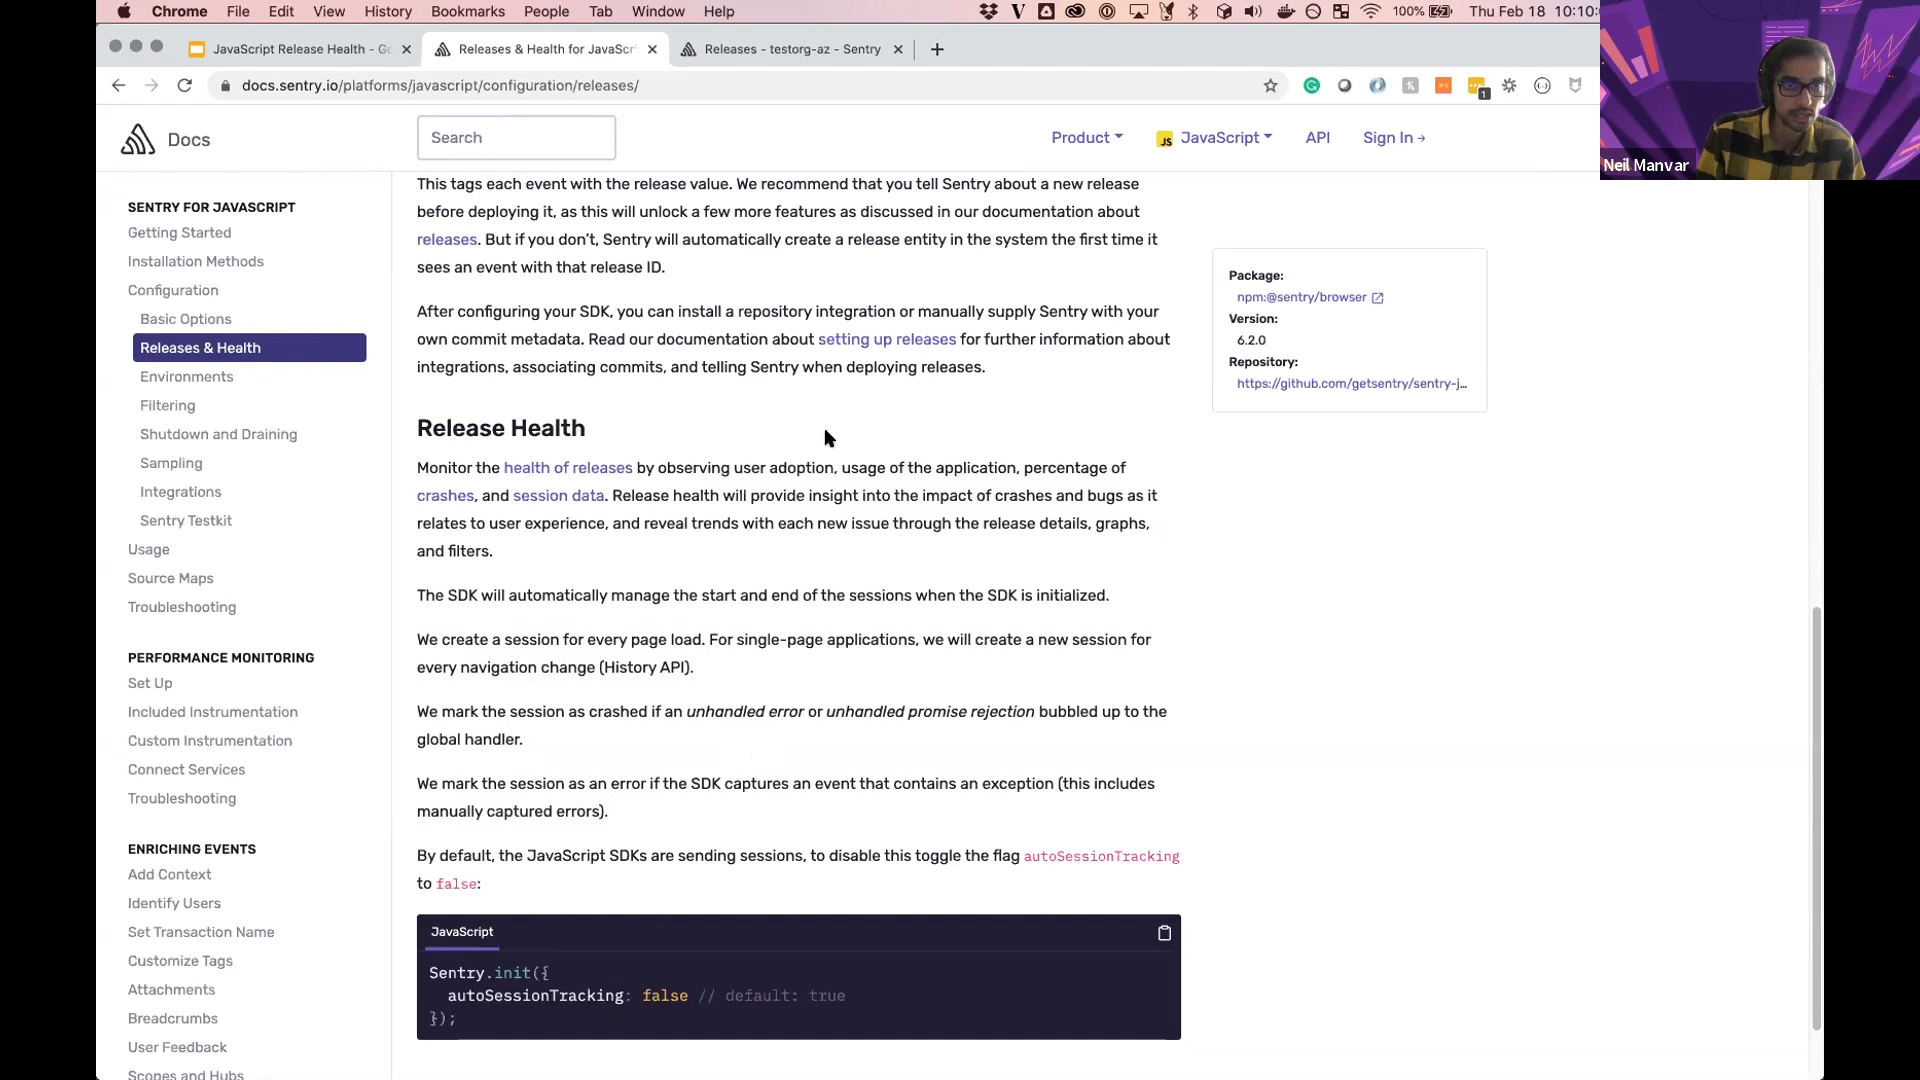 Chrome File Edit View History Bookmarks People Tab Window Help 100% Thu Feb 18 10:10:
JavaScript Release Health - Go
Releases & Health for JavaScr
Releases - testorg-az - Sentry
docs.sentry.io/platforms/javascript/configuration/releases/
1
Neil Manvar
Docs
Search
Product
JS JavaScript
API
Sign In →
SENTRY FOR JAVASCRIPT
Getting Started
Installation Methods
Configuration
Basic Options
Releases & Health
Environments
Filtering
Shutdown and Draining
Sampling
Integrations
Sentry Testkit
Usage
Source Maps
Troubleshooting
PERFORMANCE MONITORING
Set Up
Included Instrumentation
Custom Instrumentation
Connect Services
Troubleshooting
ENRICHING EVENTS
Add Context
Identify Users
Set Transaction Name
Customize Tags
Attachments
Breadcrumbs
User Feedback
Scopes and Hubs
This tags each event with the release value. We recommend that you tell Sentry about a new release
before deploying it, as this will unlock a few more features as discussed in our documentation about
releases. But if you don't, Sentry will automatically create a release entity in the system the first time it
sees an event with that release ID.
After configuring your SDK, you can install a repository integration or manually supply Sentry with your
own commit metadata. Read our documentation about setting up releases for further information about
integrations, associating commits, and telling Sentry when deploying releases.
Release Health
Monitor the health of releases by observing user adoption, usage of the application, percentage of
crashes, and session data. Release health will provide insight into the impact of crashes and bugs as it
relates to user experience, and reveal trends with each new issue through the release details, graphs,
and filters.
The SDK will automatically manage the start and end of the sessions when the SDK is initialized.
We create a session for every page load. For single-page applications, we will create a new session for
every navigation change (History API).
We mark the session as crashed if an unhandled error or unhandled promise rejection bubbled up to the
global handler.
We mark the session as an error if the SDK captures an event that contains an exception (this includes
manually captured errors).
By default, the JavaScript SDKs are sending sessions, to disable this toggle the flag autoSessionTracking
to false:
JavaScript
Sentry.init({
autoSessionTracking: false // default: true
});
Package:
npm:@sentry/browser
Version:
6.2.0
Repository:
https://github.com/getsentry/sentry-j…